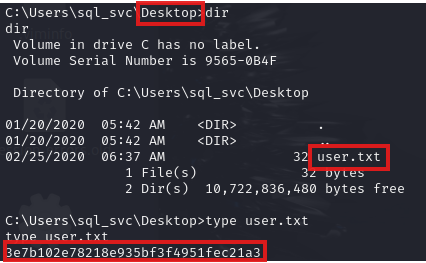 C:\Users\sql_svc\Desktop>dir
dir
 Volume in drive C has no label.
 Volume Serial Number is 9565-0B4F

 Directory of C:\Users\sql_svc\Desktop

01/20/2020  05:42 AM    <DIR>          .
01/20/2020  05:42 AM    <DIR>          ..
02/25/2020  06:37 AM                32 user.txt
               1 File(s)             32 bytes
               2 Dir(s)  10,722,836,480 bytes free

C:\Users\sql_svc\Desktop>type user.txt
type user.txt
3e7b102e78218e935bf3f4951fec21a3